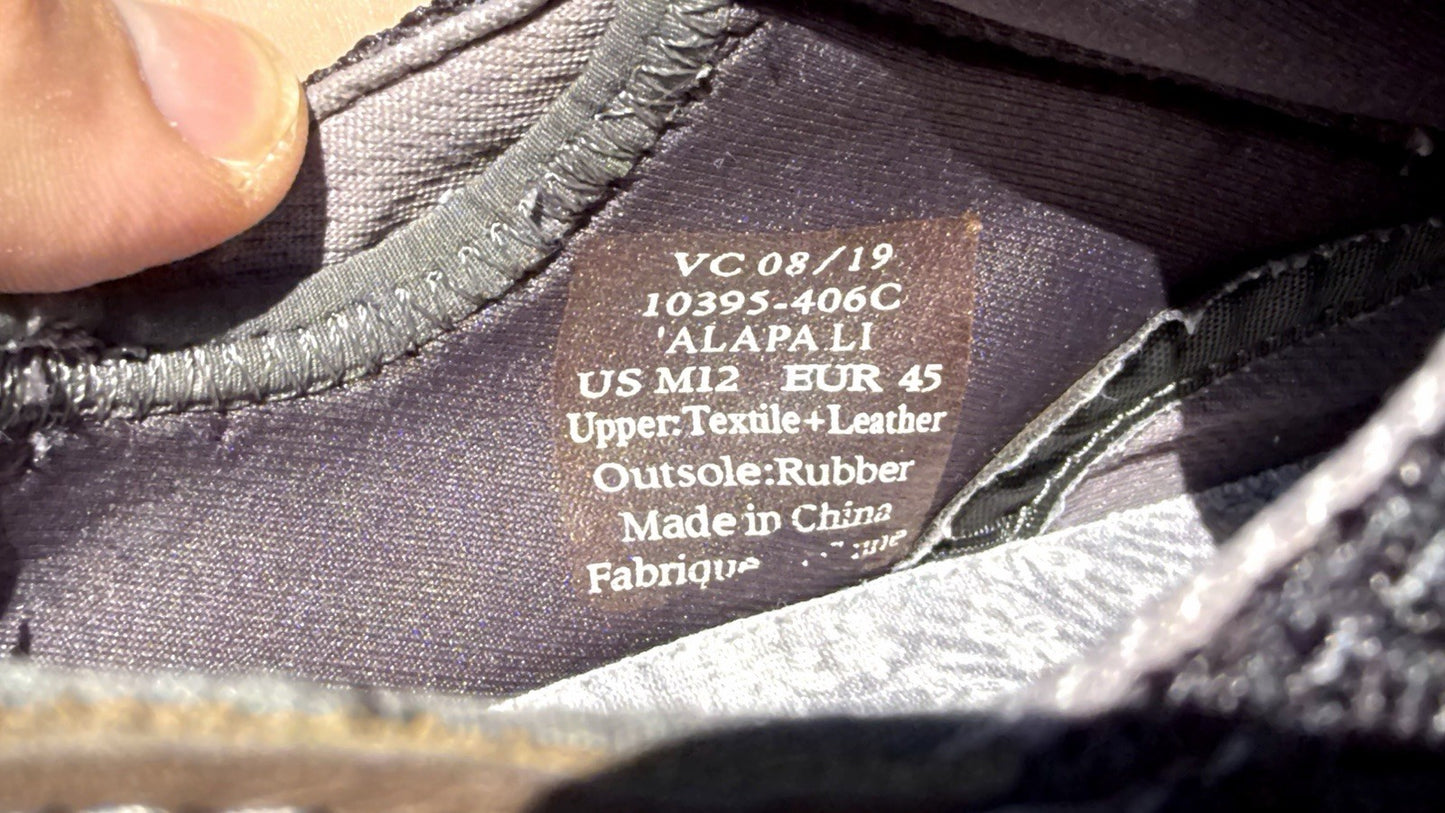 VC 08/19
10395-406C
'ALAPA LI
US M12 EUR 45
Upper:Textile+Leather
Outsole:Rubber
Made in China
Fabrique